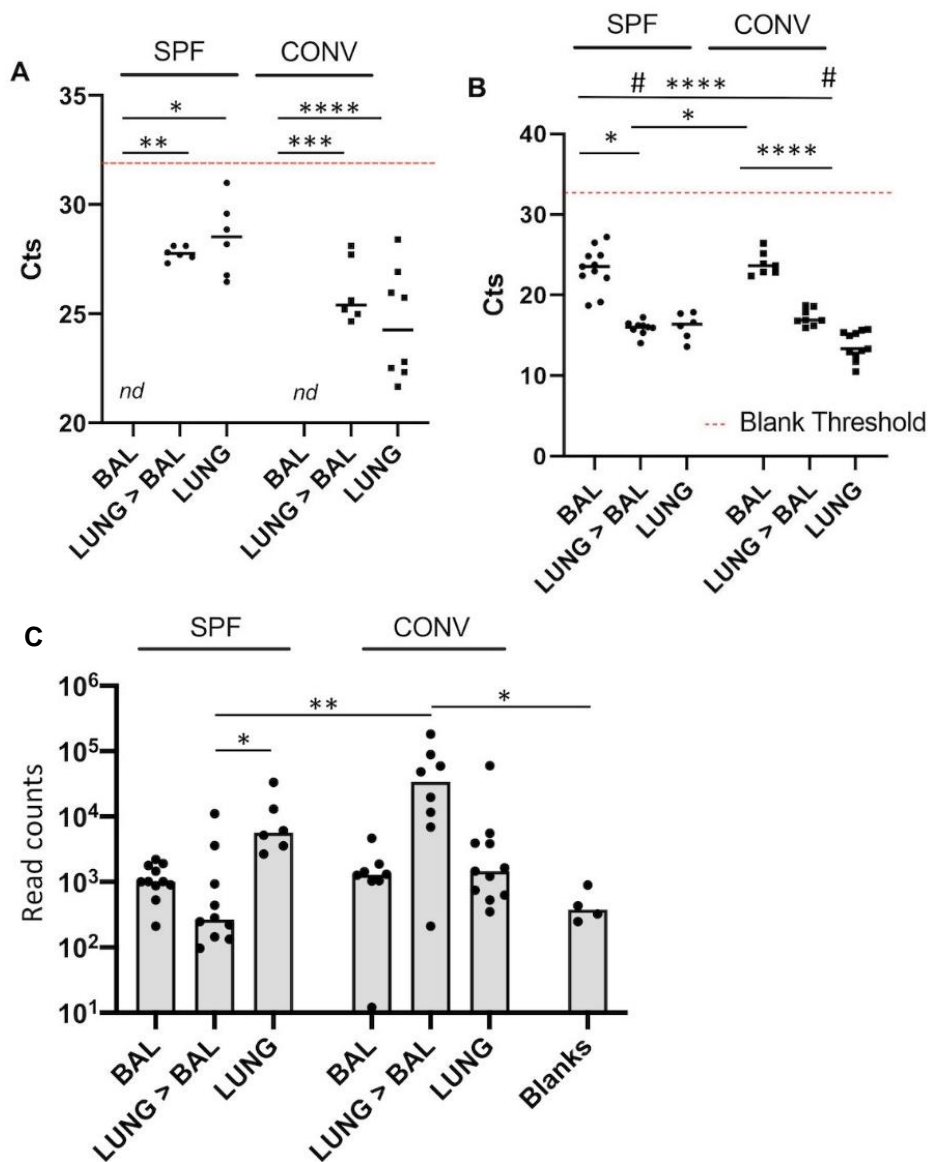 A
SPF CONV
* ****
** ***
35
30
25
20
Cts
nd nd
BAL
LUNG > BAL
LUNG
BAL
LUNG > BAL
LUNG
B
SPF CONV
# **** #
*
* ****
40
30
20
10
0
Cts
Blank Threshold
BAL
LUNG > BAL
LUNG
BAL
LUNG > BAL
LUNG
C
SPF CONV
** *
*
10⁶
10⁵
10⁴
10³
10²
10¹
Read counts
BAL
LUNG > BAL
LUNG
BAL
LUNG > BAL
LUNG
Blanks